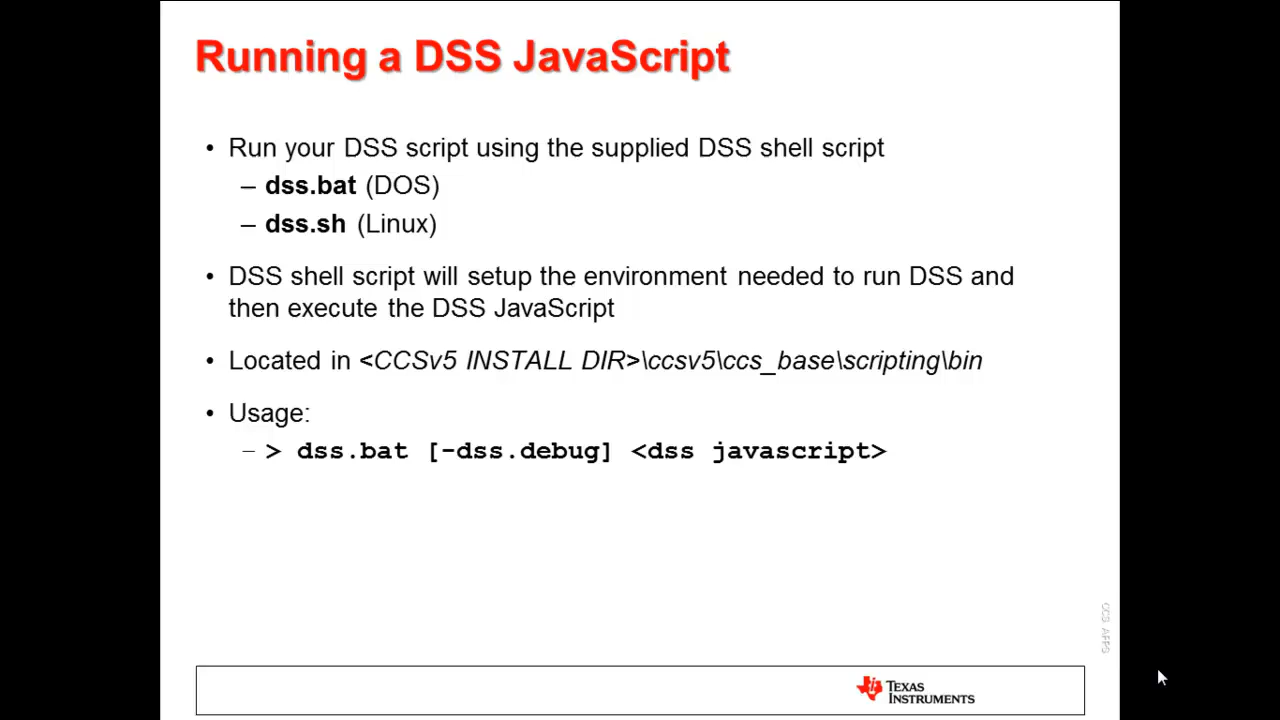 Running a DSS JavaScript
• Run your DSS script using the supplied DSS shell script
– dss.bat (DOS)
– dss.sh (Linux)
• DSS shell script will setup the environment needed to run DSS and
then execute the DSS JavaScript
• Located in <CCSv5 INSTALL DIR>\ccsv5\ccs_base\scripting\bin
• Usage:
– > dss.bat [-dss.debug] <dss javascript>
CCS APPS
TEXAS
INSTRUMENTS